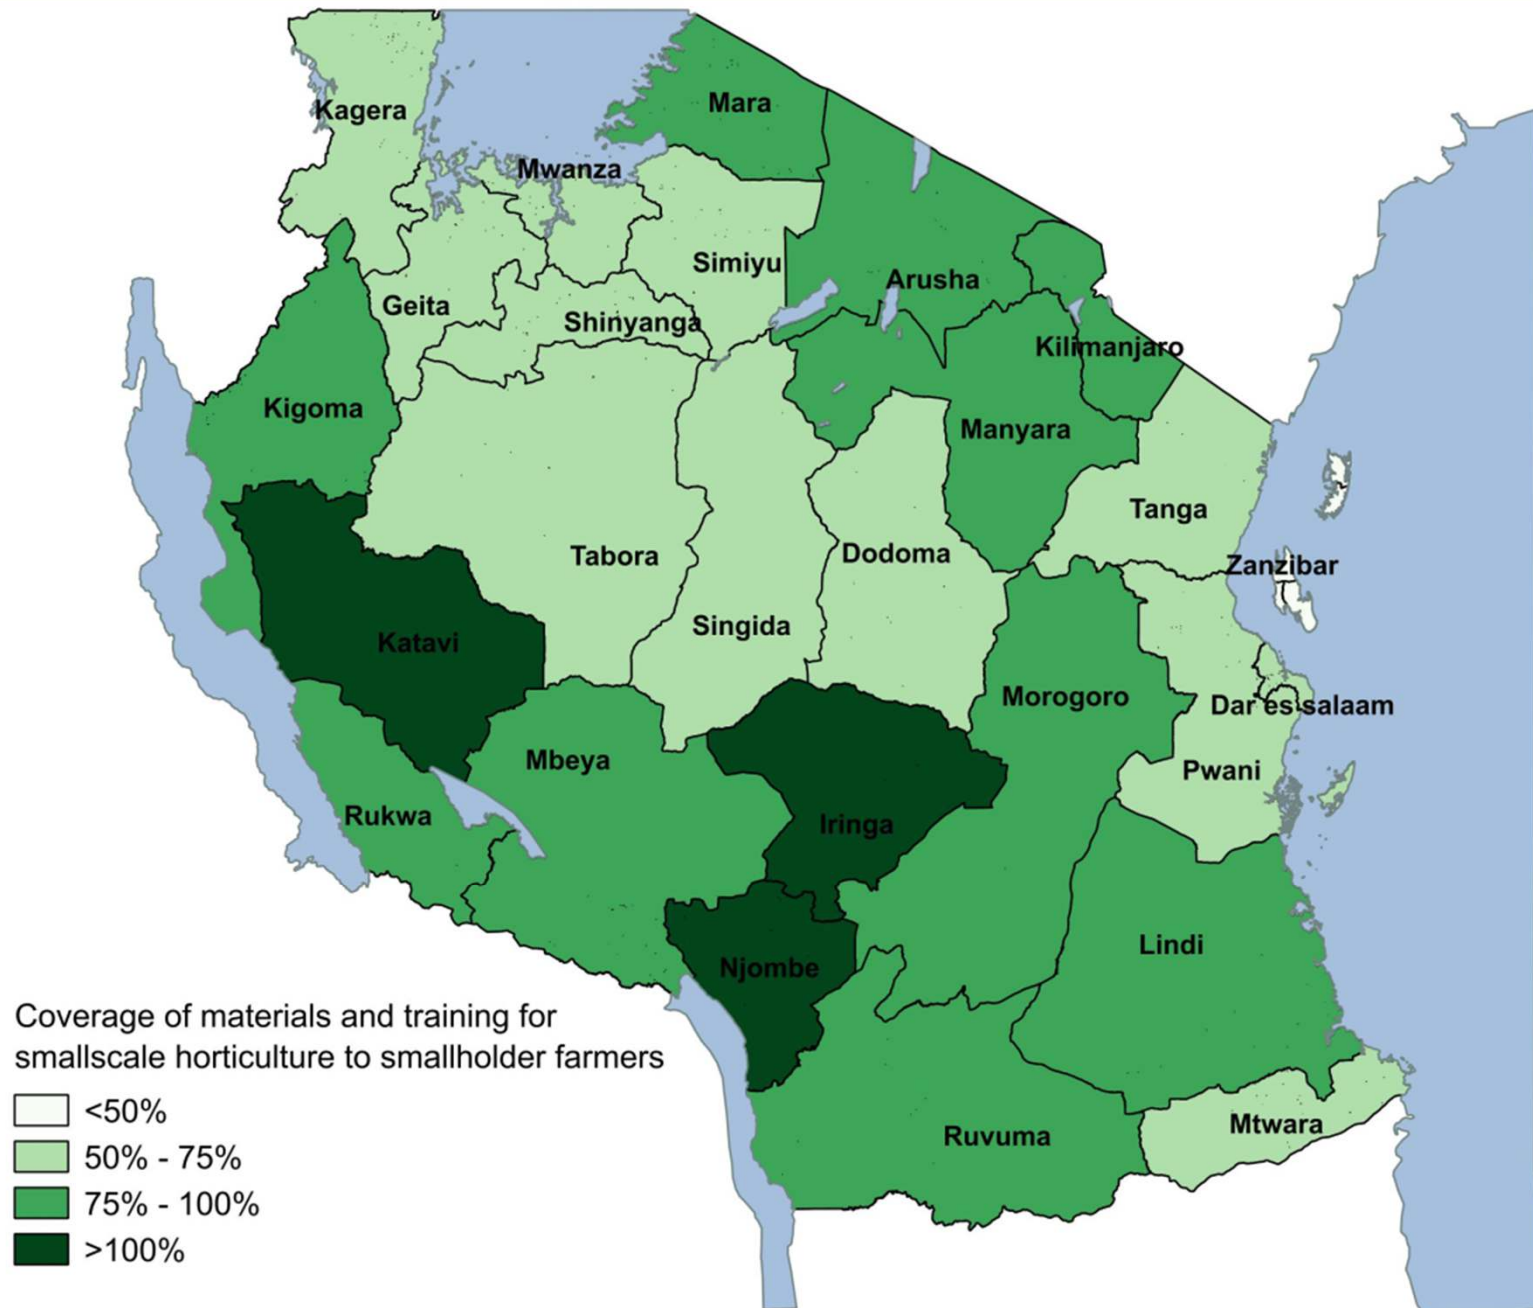 Kagera
Mara
Mwanza
Simiyu
Arusha
Geita
Shinyanga
Kilimanjaro
Kigoma
Manyara
Tanga
Tabora
Dodoma
Zanzibar
Singida
Katavi
Morogoro
Dar es salaam
Mbeya
Pwani
Rukwa
Iringa
Lindi
Njombe
Coverage of materials and training for
smallscale horticulture to smallholder farmers
<50%
50% - 75%
75% - 100%
>100%
Mtwara
Ruvuma